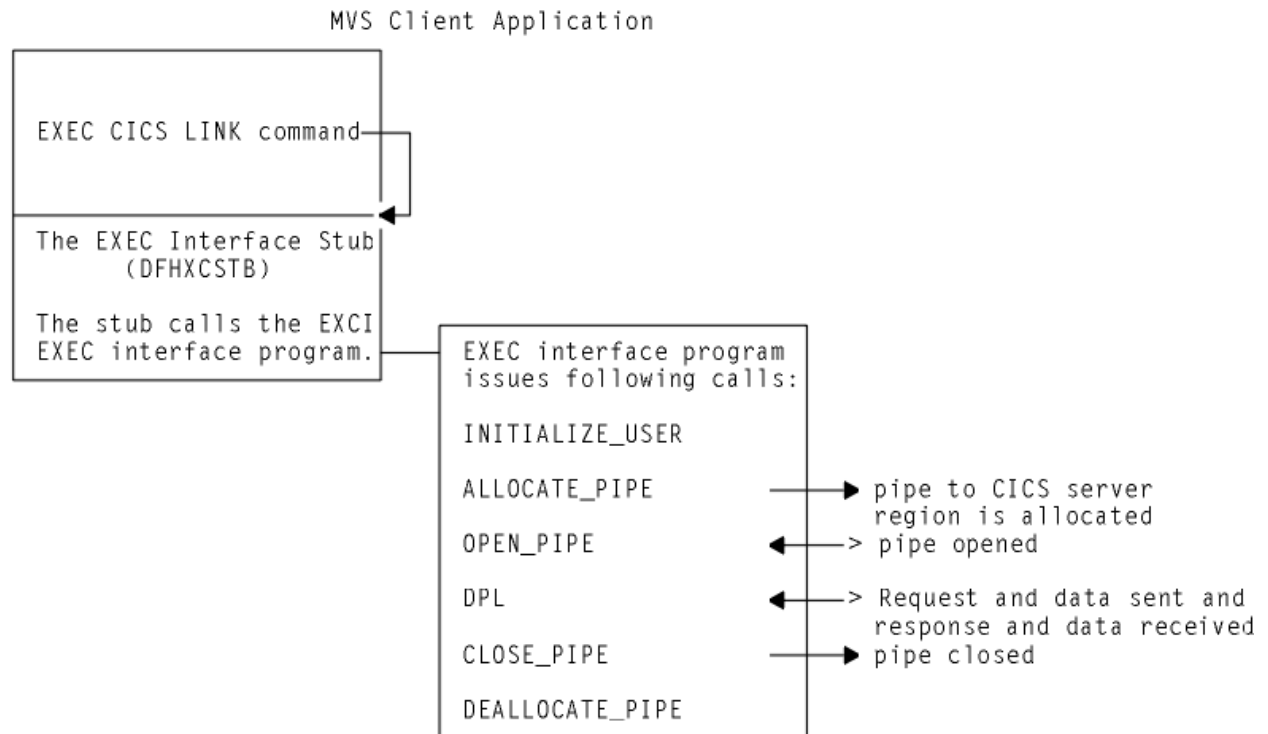 MVS Client Application
EXEC CICS LINK command
The EXEC Interface Stub
(DFHXCSTB)
The stub calls the EXCI
EXEC interface program.
EXEC interface program
issues following calls:
INITIALIZE_USER
ALLOCATE_PIPE
pipe to CICS server
region is allocated
OPEN_PIPE
> pipe opened
DPL
> Request and data sent and
response and data received
CLOSE_PIPE
pipe closed
DEALLOCATE_PIPE